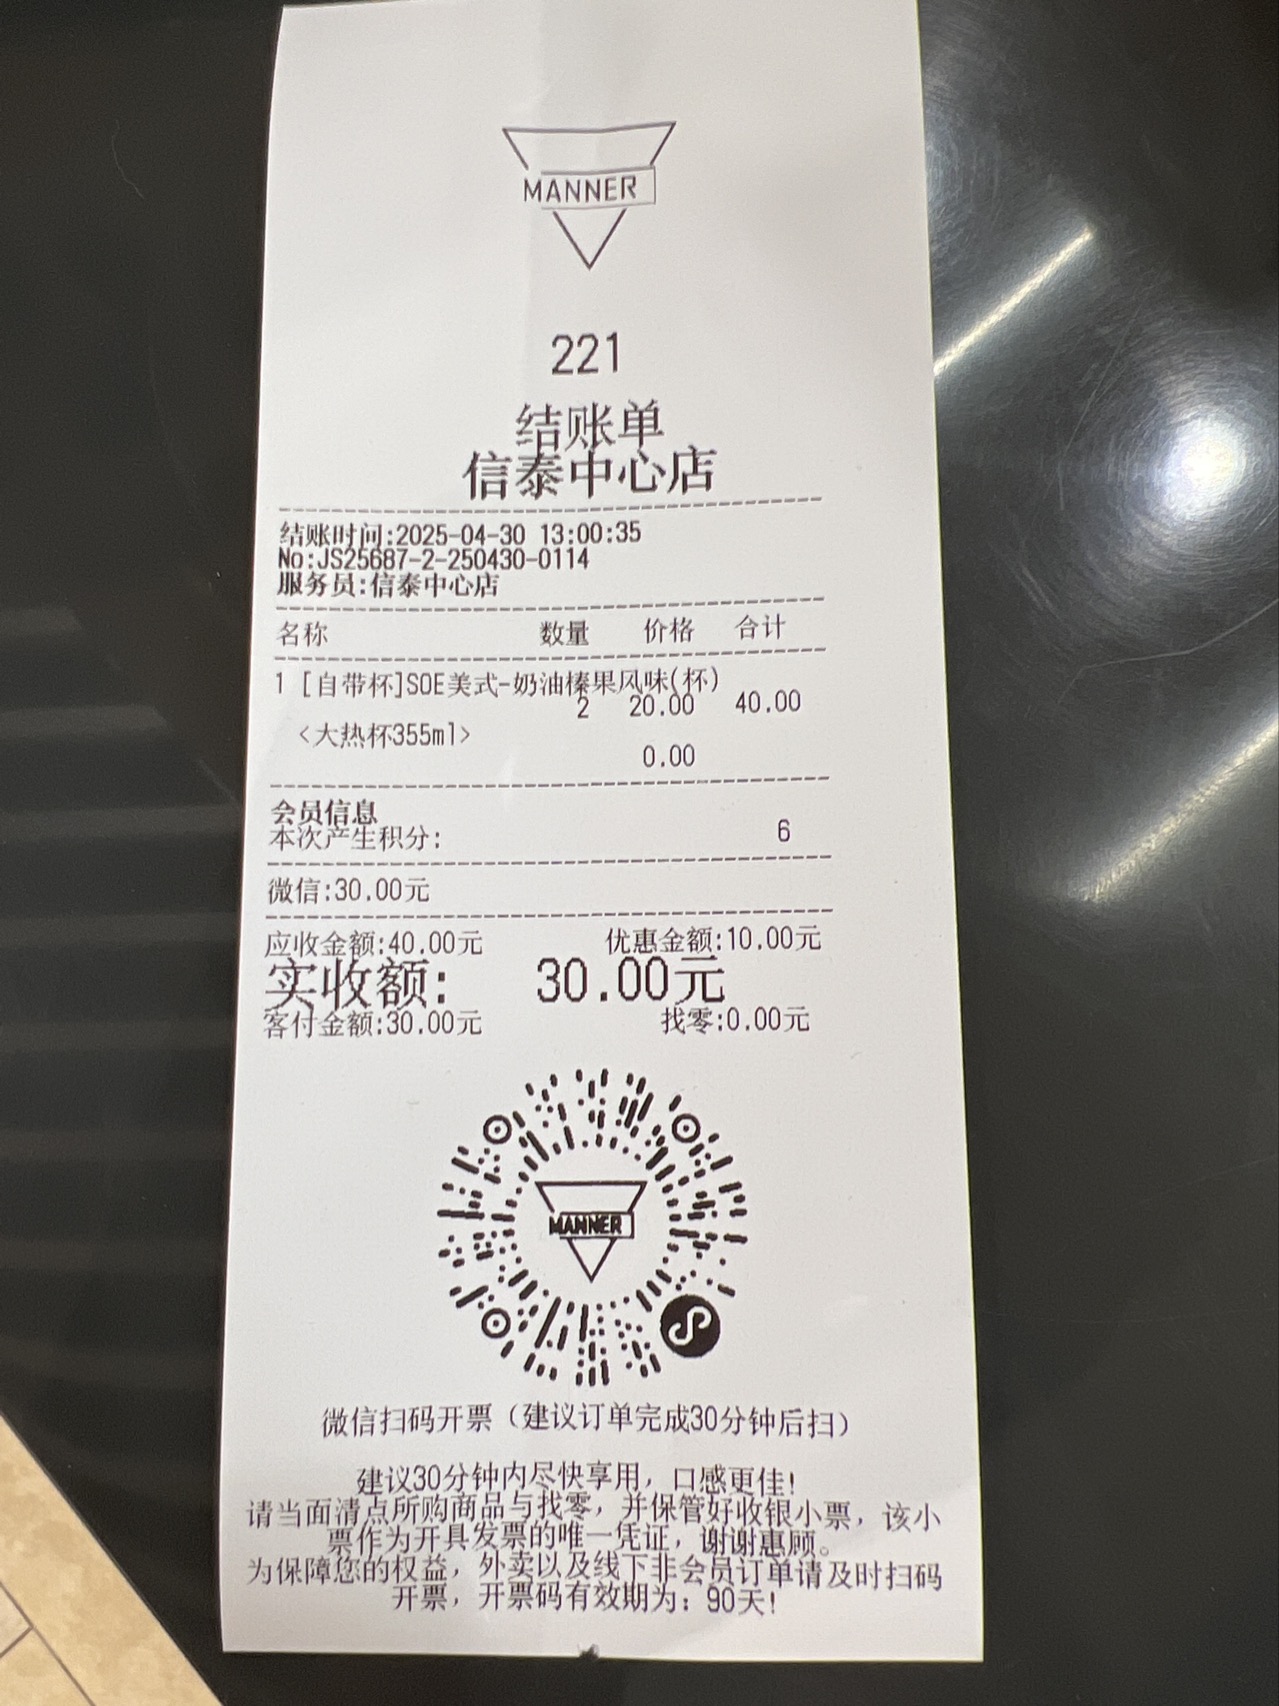 MANNER
221
结账单
信泰中心店
结账时间:2025-04-30 13:00:35
No:JS25687-2-250430-0114
服务员:信泰中心店
名称 数量 价格 合计
1 [自带杯]SOE美式-奶油榛果风味(杯)
2 20.00 40.00
<大热杯355ml>
0.00
会员信息
本次产生积分: 6
微信:30.00元
应收金额:40.00元 优惠金额:10.00元
实收额: 30.00元
客付金额:30.00元 找零:0.00元
MANNER
微信扫码开票（建议订单完成30分钟后扫）
建议30分钟内尽快享用，口感更佳!
请当面清点所购商品与找零，并保管好收银小票，该小
票作为开具发票的唯一凭证，谢谢惠顾。
为保障您的权益，外卖以及线下非会员订单请及时扫码
开票，开票码有效期为：90天!